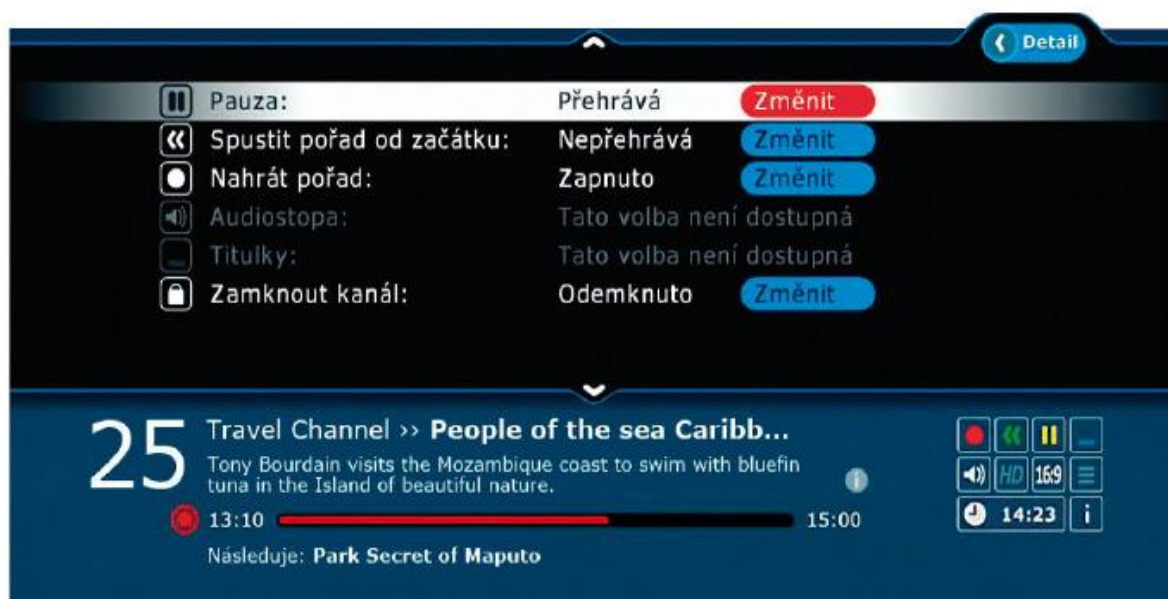 Detail
Pauza: Přehrává Změnit
Spustit pořad od začátku: Nepřehrává Změnit
Nahrát pořad: Zapnuto Změnit
Audiostopa: Tato volba není dostupná
Titulky: Tato volba není dostupná
Zamknout kanál: Odemknuto Změnit
25
Travel Channel ›› People of the sea Caribb...
Tony Bourdain visits the Mozambique coast to swim with bluefin
tuna in the Island of beautiful nature.
i
13:10 15:00
Následuje: Park Secret of Maputo
HD 16:9
14:23 i